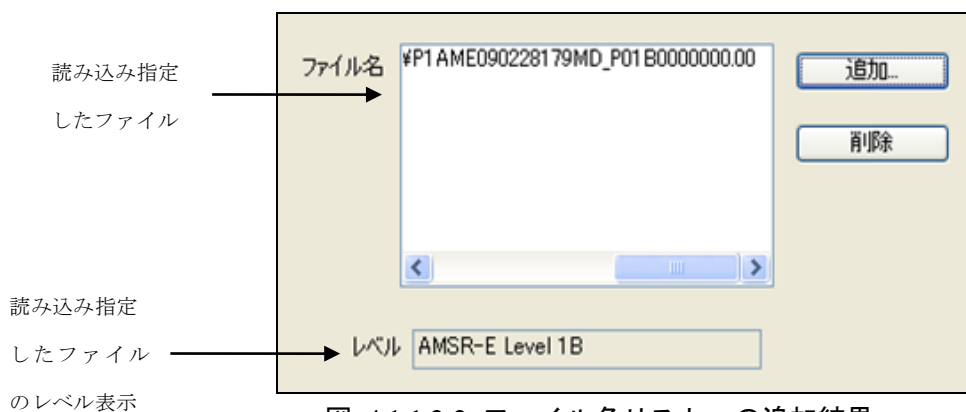 読み込み指定
したファイル
ファイル名
¥P1AME090228179MD_P01B0000000.00
追加...
削除
読み込み指定
したファイル
のレベル表示
レベル
AMSR-E Level 1B